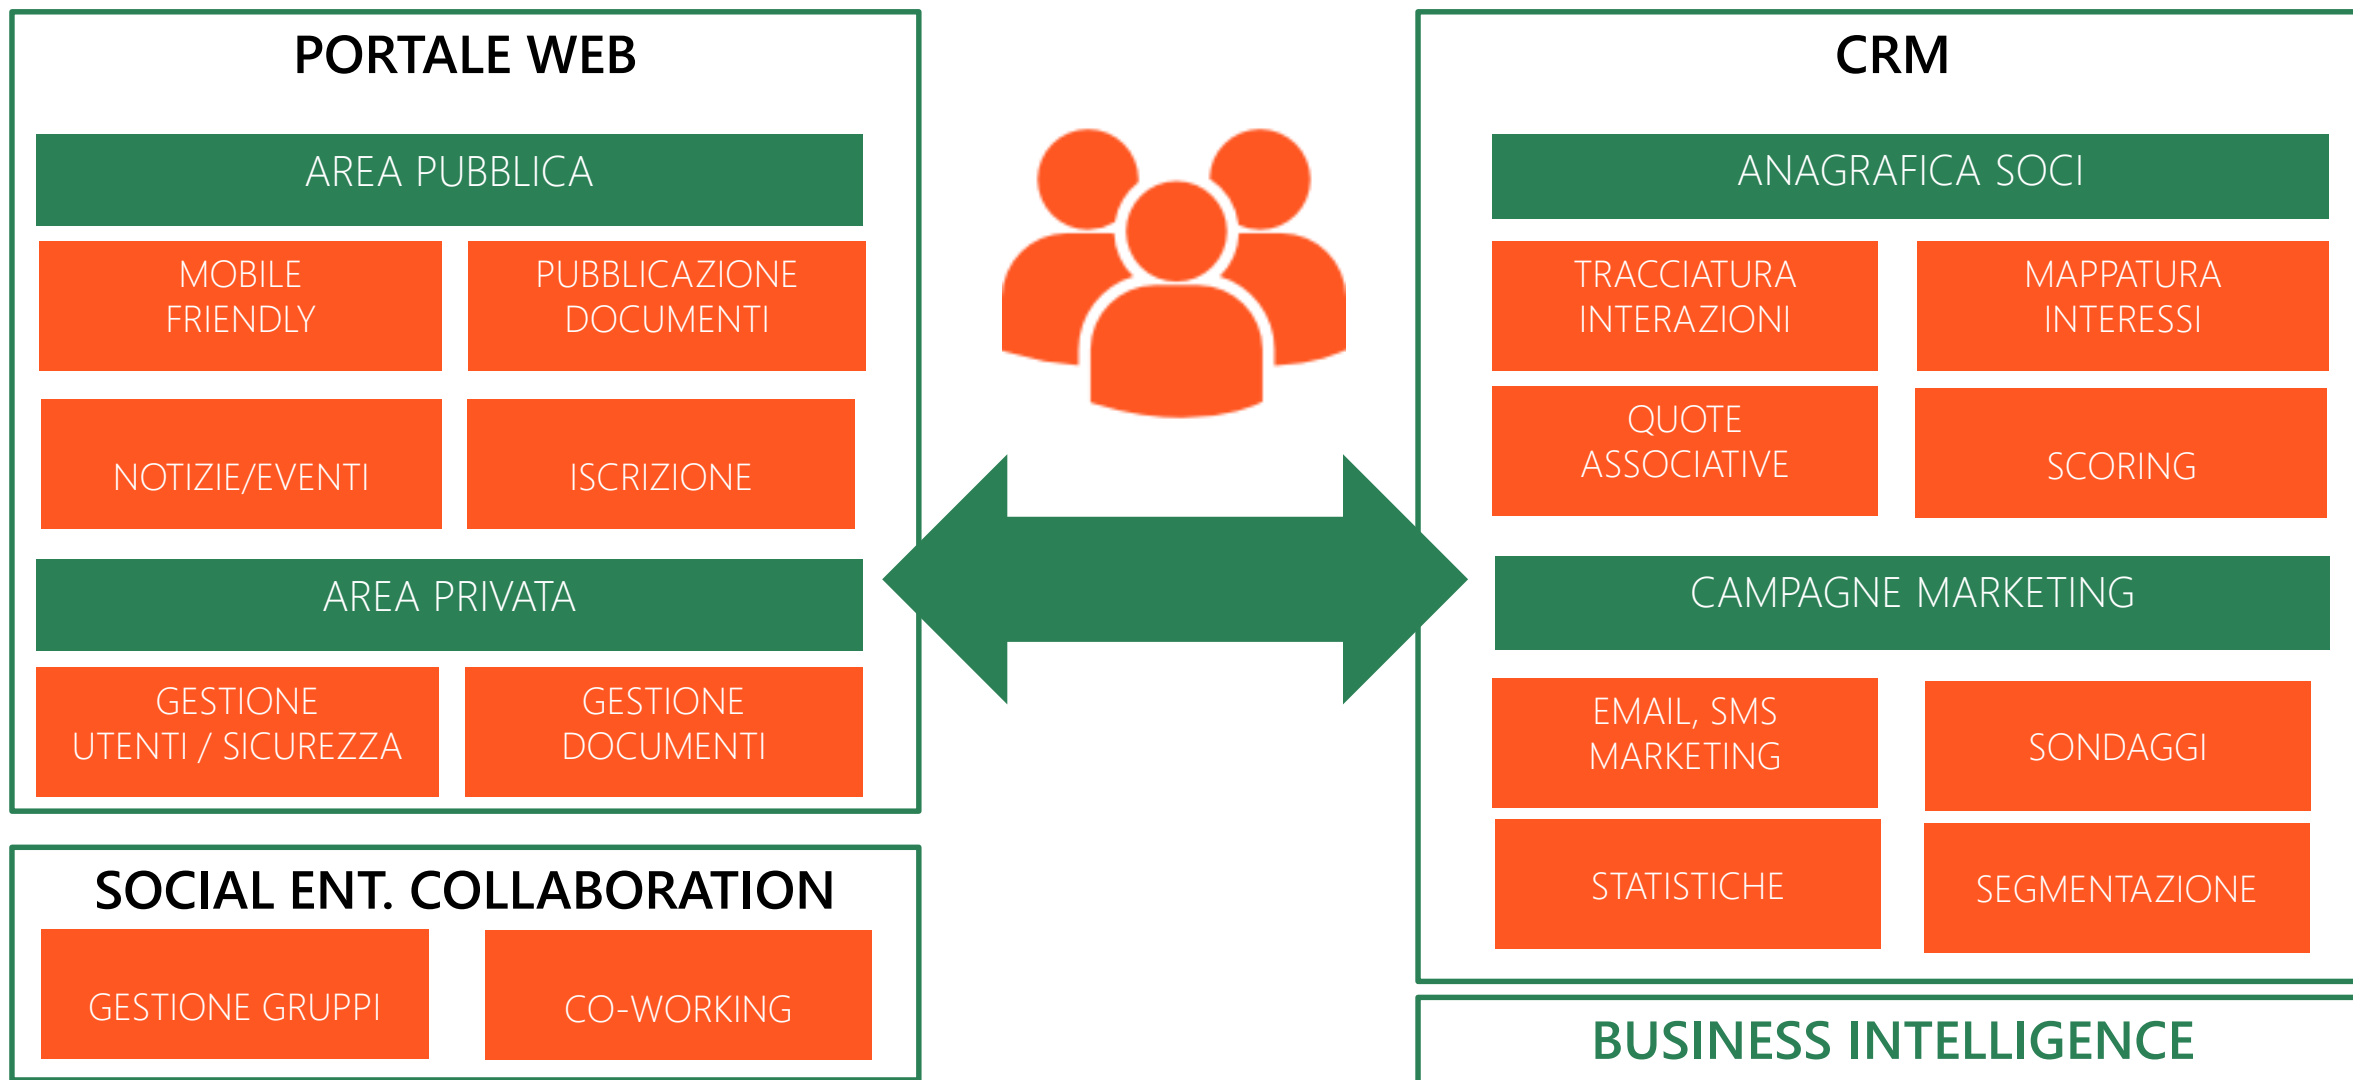 PORTALE WEB
AREA PUBBLICA
MOBILE
FRIENDLY
PUBBLICAZIONE
DOCUMENTI
NOTIZIE/EVENTI
ISCRIZIONE
AREA PRIVATA
GESTIONE
UTENTI / SICUREZZA
GESTIONE
DOCUMENTI
SOCIAL ENT. COLLABORATION
GESTIONE GRUPPI
CO-WORKING
CRM
ANAGRAFICA SOCI
TRACCIATURA
INTERAZIONI
MAPPATURA
INTERESSI
QUOTE
ASSOCIATIVE
SCORING
CAMPAGNE MARKETING
EMAIL, SMS
MARKETING
SONDAGGI
STATISTICHE
SEGMENTAZIONE
BUSINESS INTELLIGENCE